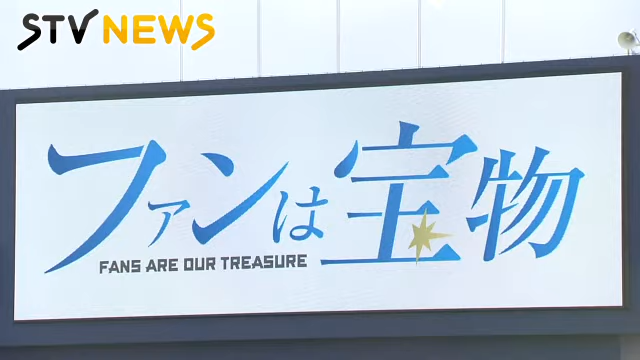 STV NEWS
ファンは宝物
FANS ARE OUR TREASURE